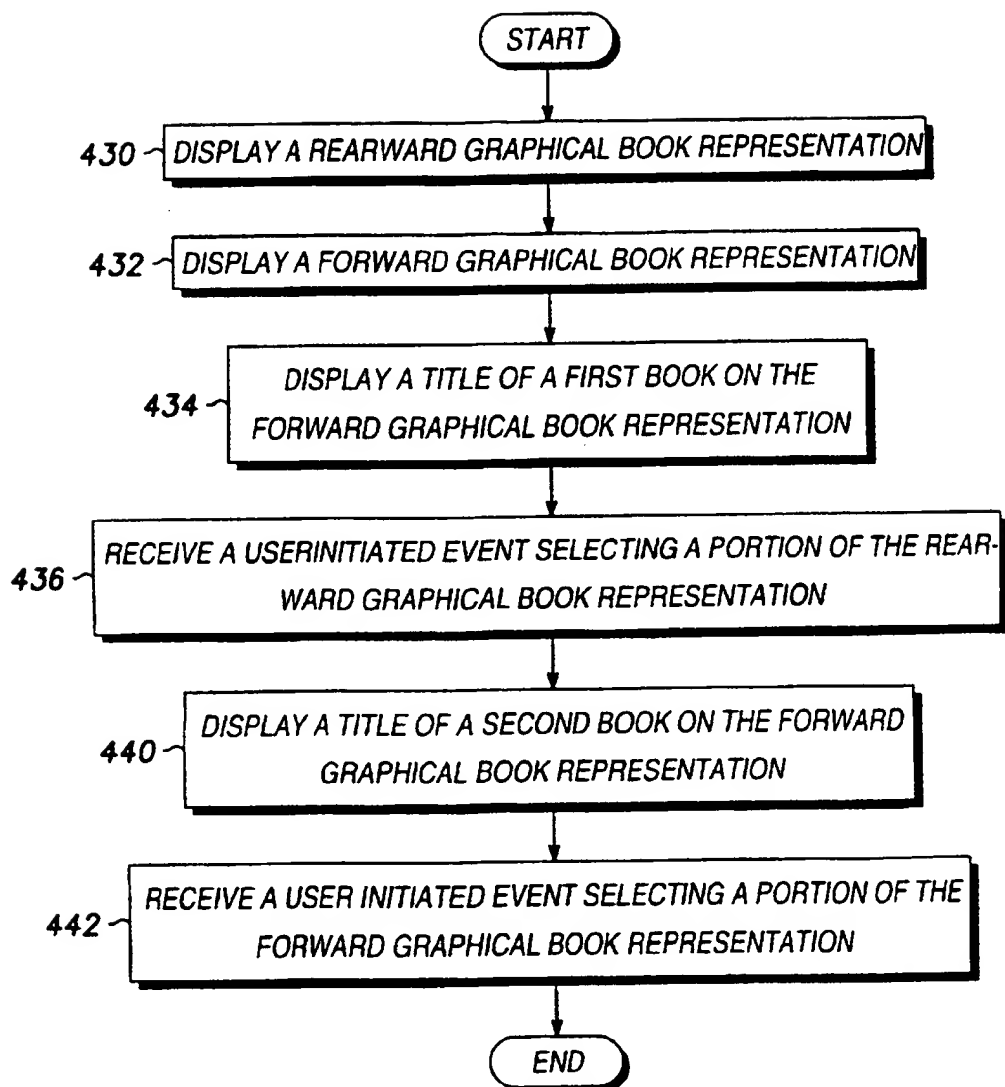 START
430 DISPLAY A REARWARD GRAPHICAL BOOK REPRESENTATION
432 DISPLAY A FORWARD GRAPHICAL BOOK REPRESENTATION
DISPLAY A TITLE OF A FIRST BOOK ON THE
434 FORWARD GRAPHICAL BOOK REPRESENTATION
RECEIVE A USERINITIATED EVENT SELECTING A PORTION OF THE REAR-
436 WARD GRAPHICAL BOOK REPRESENTATION
DISPLAY A TITLE OF A SECOND BOOK ON THE FORWARD
440 GRAPHICAL BOOK REPRESENTATION
RECEIVE A USER INITIATED EVENT SELECTING A PORTION OF THE
442 FORWARD GRAPHICAL BOOK REPRESENTATION
END